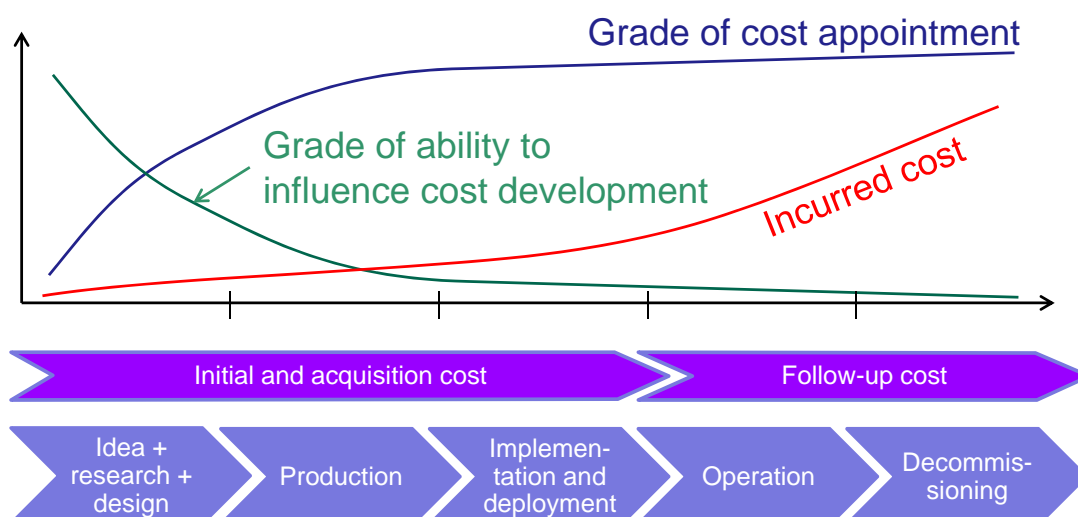 Grade of cost appointment
Grade of ability to
influence cost development
Incurred cost
Initial and acquisition cost
Follow-up cost
Idea +
research +
design
Production
Implemen-
tation and
deployment
Operation
Decommis-
sioning